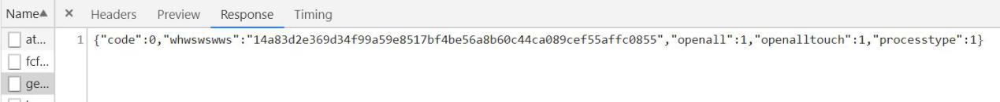 Name▲ × Headers Preview Response Timing
at...
1 {"code":0,"whwswswws":"14a83d2e369d34f99a59e8517bf4be56a8b60c44ca089cef55affc0855","openall":1,"openalltouch":1,"processtype":1}
fcf...
ge...